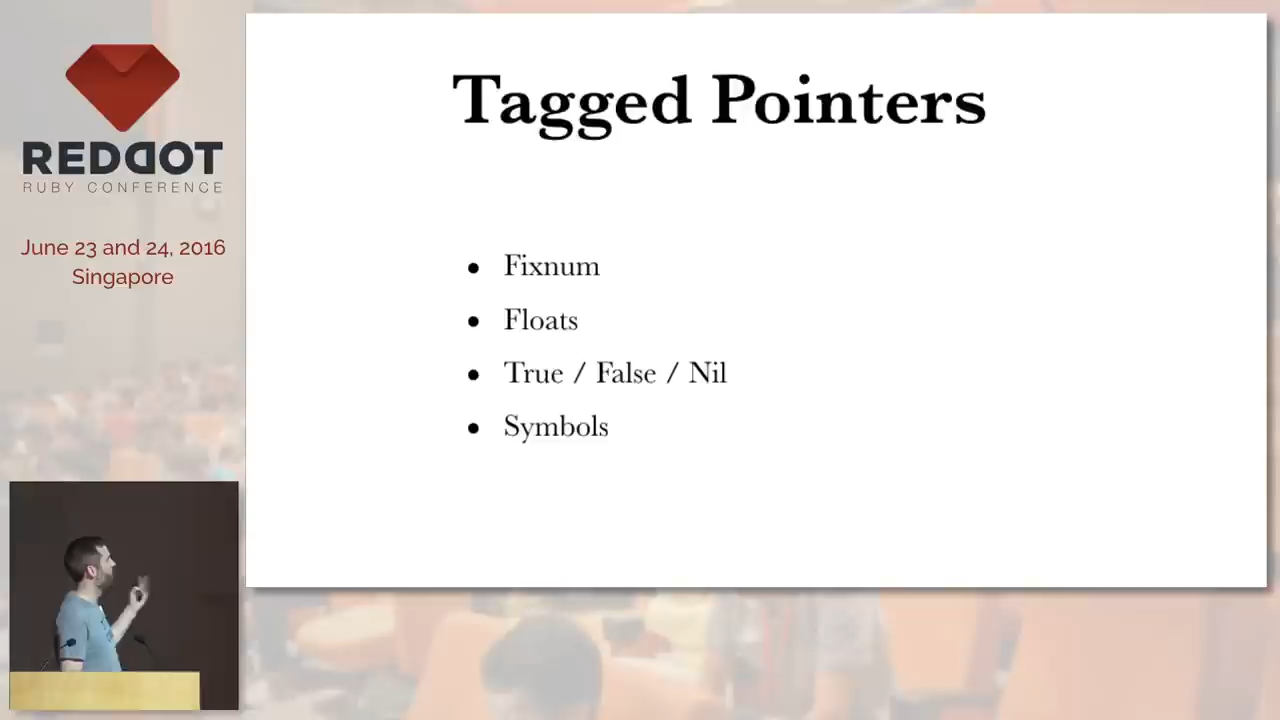 REDDOT
RUBY CONFERENCE
June 23 and 24, 2016
Singapore
Tagged Pointers
• Fixnum
• Floats
• True / False / Nil
• Symbols